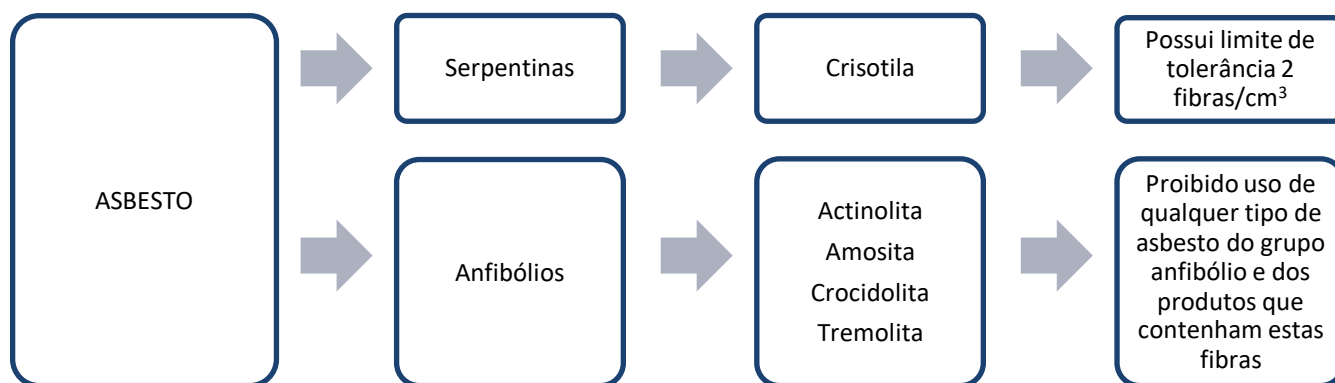 ASBESTO
Serpentinas
Crisotila
Possui limite de
tolerância 2
fibras/cm³
Anfibólios
Actinolita
Amosita
Crocidolita
Tremolita
Proibido uso de
qualquer tipo de
asbesto do grupo
anfibólio e dos
produtos que
contenham estas
fibras